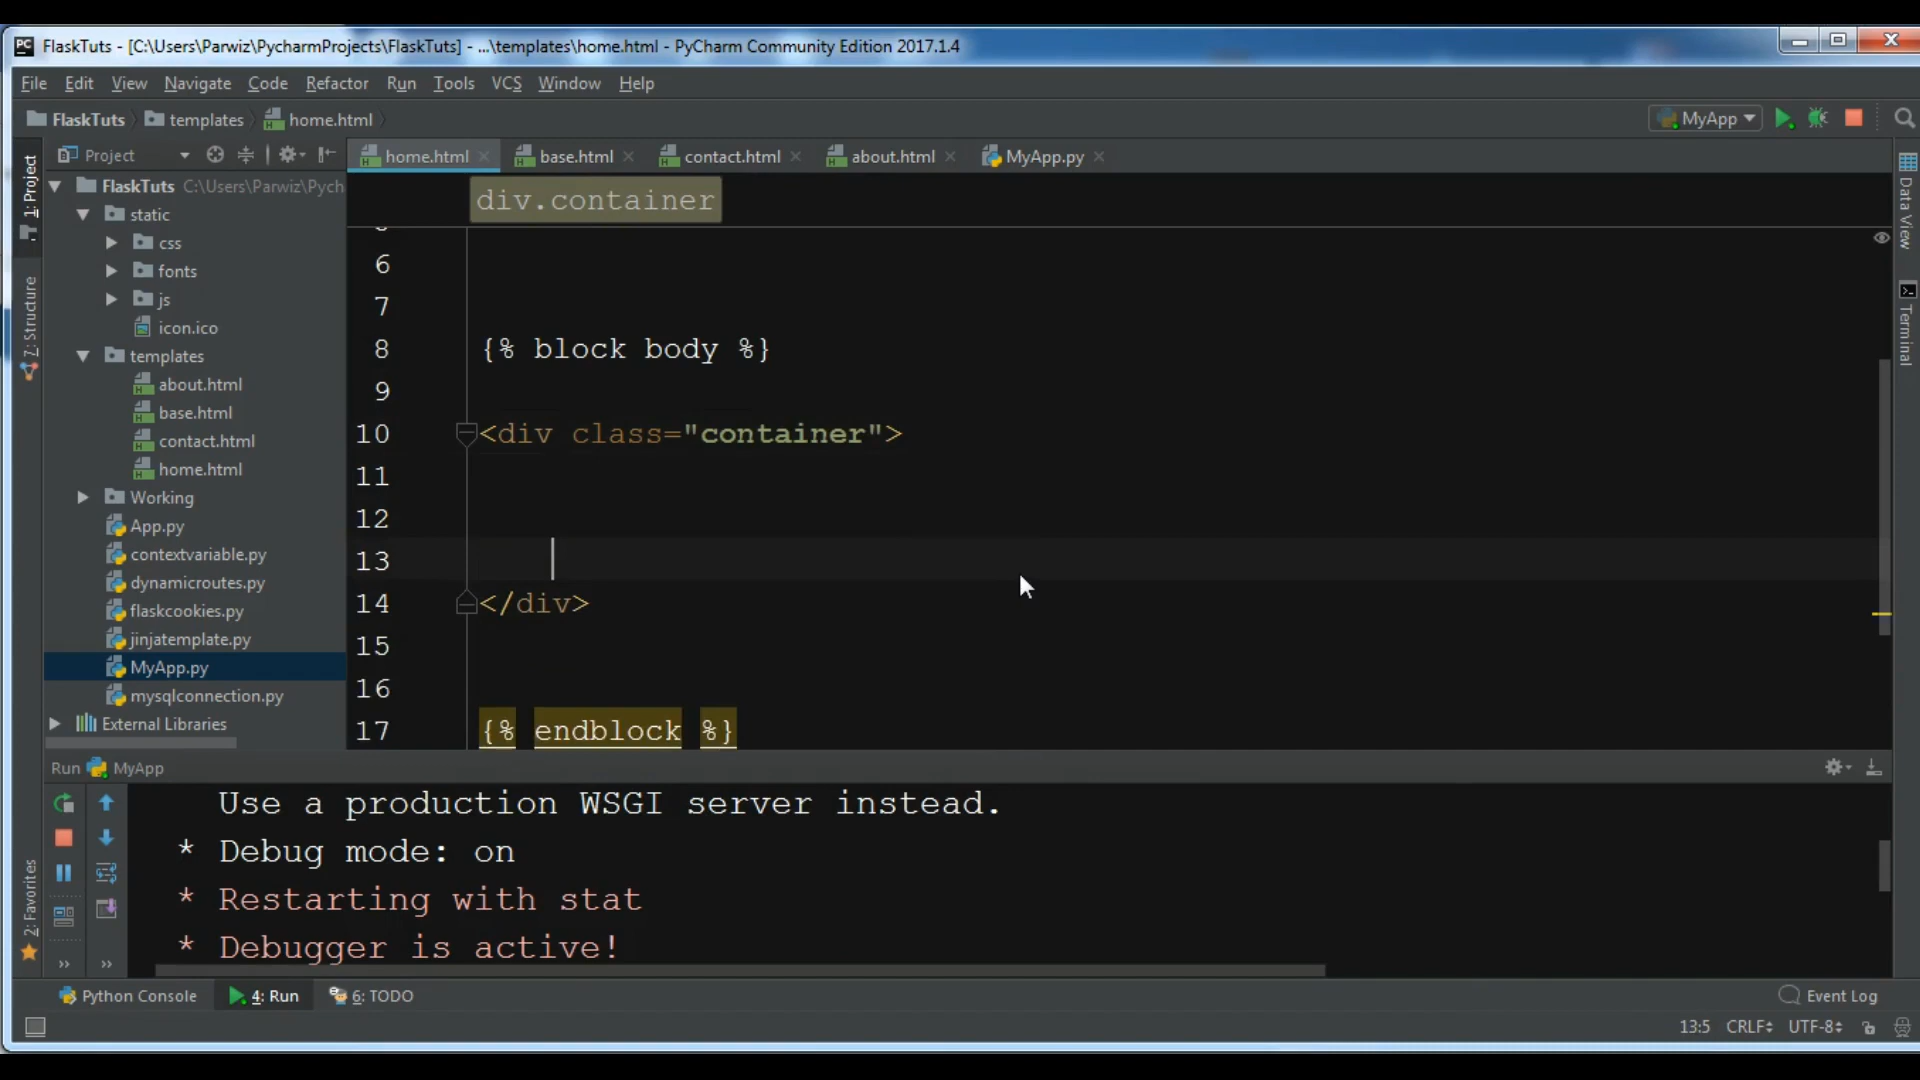 PC FlaskTuts - [C:\Users\Parwiz\PycharmProjects\FlaskTuts] - ...\templates\home.html - PyCharm Community Edition 2017.1.4
File Edit View Navigate Code Refactor Run Tools VCS Window Help
FlaskTuts templates home.html MyApp
Project home.html base.html contact.html about.html MyApp.py
1: Project
7: Structure
2: Favorites
FlaskTuts C:\Users\Parwiz\Pych
static
css
fonts
js
icon.ico
templates
about.html
base.html
contact.html
home.html
Working
App.py
contextvariable.py
dynamicroutes.py
flaskcookies.py
jinjatemplate.py
MyApp.py
mysqlconnection.py
External Libraries
div.container
6
7
8 {% block body %}
9
10 <div class="container">
11
12
13
14 </div>
15
16
17 {% endblock %}
Data View
Terminal
Run MyApp
Use a production WSGI server instead.
* Debug mode: on
* Restarting with stat
* Debugger is active!
Python Console 4: Run 6: TODO Event Log
13:5 CRLF UTF-8